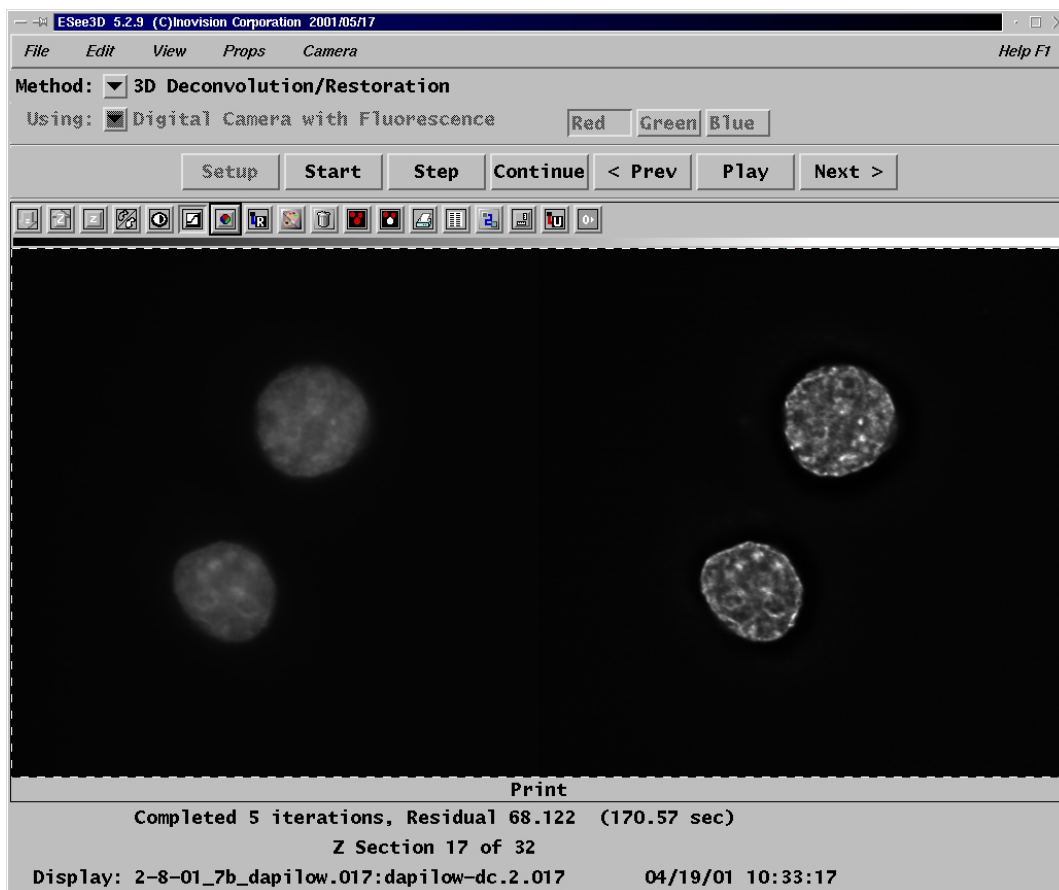 ESee3D 5.2.9 (C)Inovision Corporation 2001/05/17
File Edit View Props Camera Help F1
Method: 3D Deconvolution/Restoration
Using: Digital Camera with Fluorescence Red Green Blue
Setup Start Step Continue < Prev Play Next >
Print
Completed 5 iterations, Residual 68.122 (170.57 sec)
Z Section 17 of 32
Display: 2-8-01_7b_dapilow.017:dapilow-dc.2.017 04/19/01 10:33:17